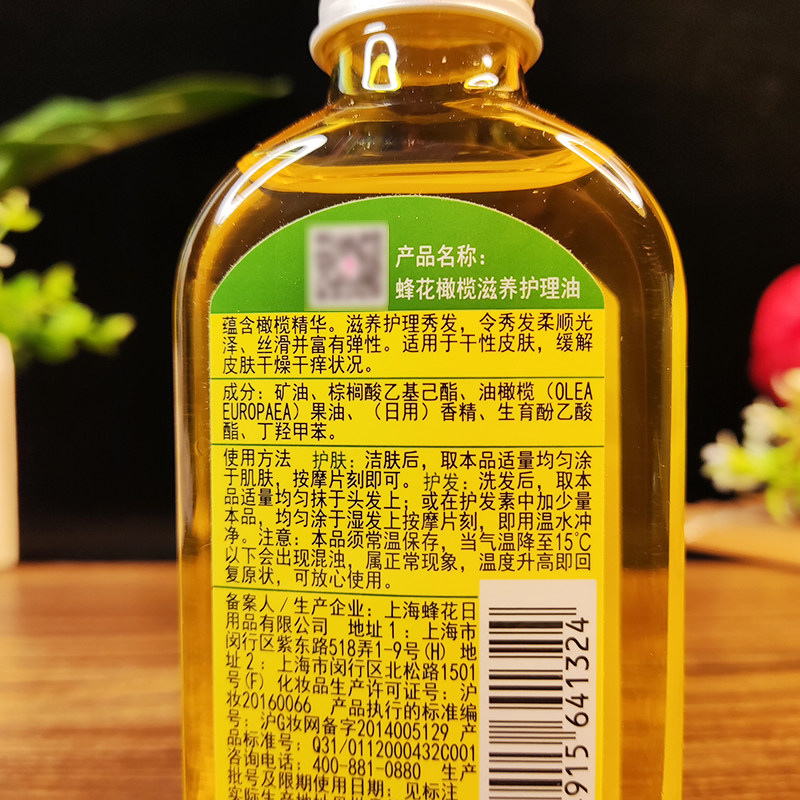 产品名称：
蜂花橄榄滋养护理油
蕴含橄榄精华。滋养护理秀发，令秀发柔顺光
泽、丝滑并富有弹性。适用于干性皮肤，缓解
皮肤干燥干痒状况。
成分：矿油、棕榈酸乙基己酯、油橄榄（OLEA
EUROPAEA）果油、（日用）香精、生育酚乙酸
酯、丁羟甲苯。
使用方法 护肤：洁肤后，取本品适量均匀涂
于肌肤，按摩片刻即可。护发：洗发后，取本
品适量均匀抹于头发上；或在护发素中加少量
本品，均匀涂于湿发上按摩片刻，即用温水冲
净。注意：本品须常温保存，当气温降至15℃
以下会出现混浊，属正常现象，温度升高即回
复原状，可放心使用。
备案人／生产企业：上海蜂花日
用品有限公司 地址1：上海市
闵行区紫东路518弄1-9号(H) 地
址2：上海市闵行区北松路1501
号(F) 化妆品生产许可证号：沪
妆20160066 产品执行的标准编
号：沪G妆网备字2014005129 产
品标准号：Q31/0112000432C001
咨询电话：400-881-0880 生产
批号及限期使用日期：见标注
915 641324